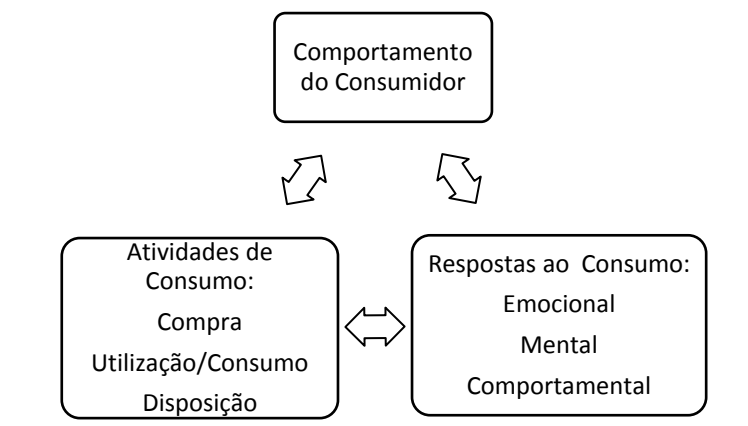 Comportamento
do Consumidor
Atividades de
Consumo:
Compra
Utilização/Consumo
Disposição
Respostas ao Consumo:
Emocional
Mental
Comportamental